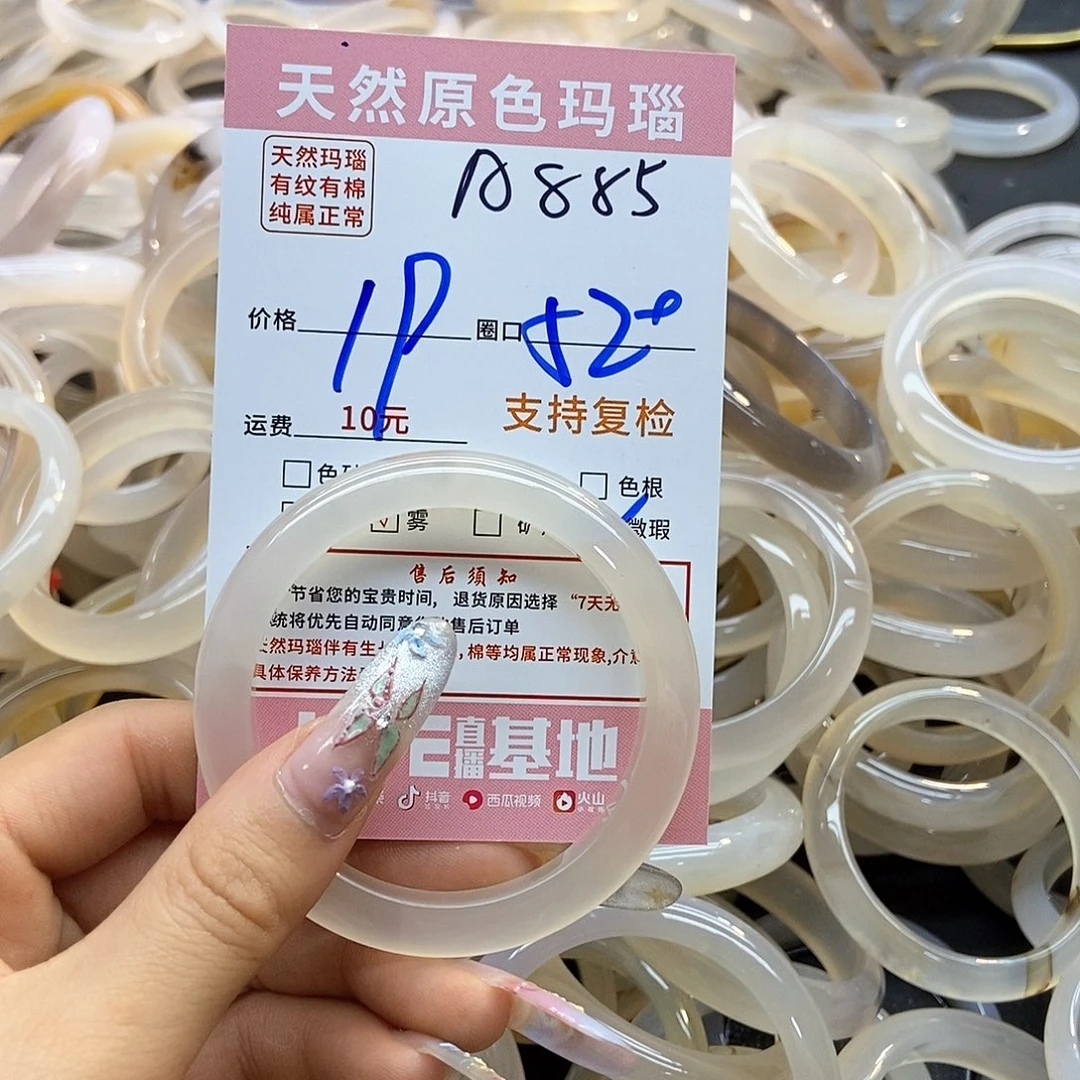 天然原色玛瑙
天然玛瑙
有纹有棉
纯属正常
A885
价格 1P 圈口 52+
运费 10元 支持复检
色根
√ 雾 微瑕
售后须知
节省您的宝贵时间, 退货原因选择 “7天无
统将优先自动同意 售后订单
然玛瑙伴有生 ,棉等均属正常现象,介意
具体保养方法
直播基地
抖音 西瓜视频 火山